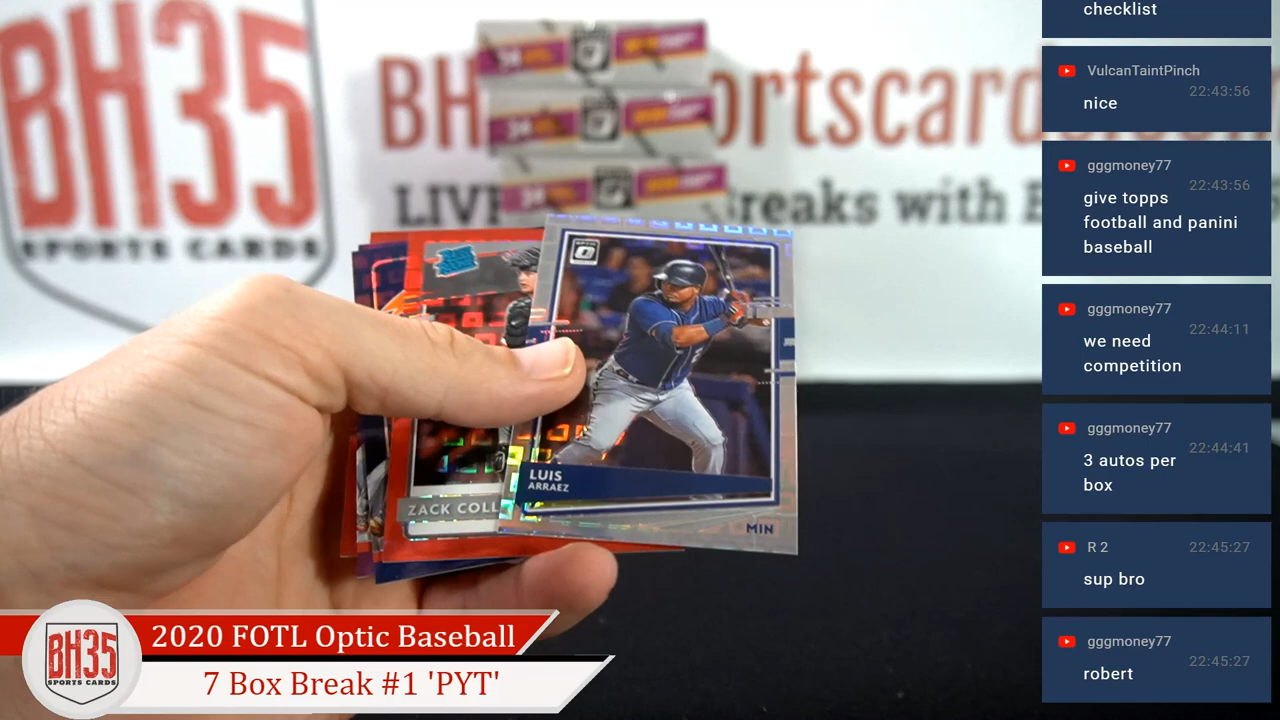 BH35
SPORTS CARDS
BH
ortscard
LIV
reaks with
LUIS
ARRAEZ
MIN
ZACK COLL
BH35
SPORTS CARDS
2020 FOTL Optic Baseball
7 Box Break #1 'PYT'
checklist
VulcanTaintPinch
22:43:56
nice
gggmoney77
22:43:56
give topps
football and panini
baseball
gggmoney77
22:44:11
we need
competition
gggmoney77
22:44:41
3 autos per
box
R 2
22:45:27
sup bro
gggmoney77
22:45:27
robert